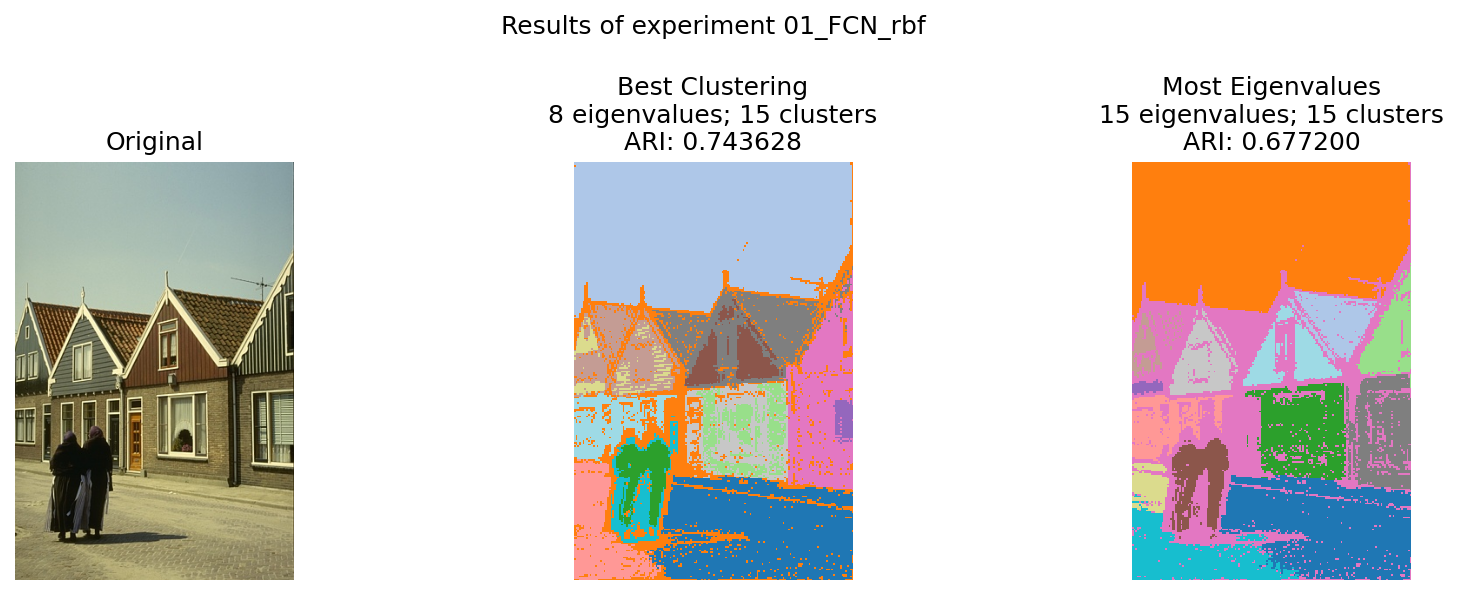 Results of experiment 01_FCN_rbf
Original
Best Clustering
8 eigenvalues; 15 clusters
ARI: 0.743628
Most Eigenvalues
15 eigenvalues; 15 clusters
ARI: 0.677200